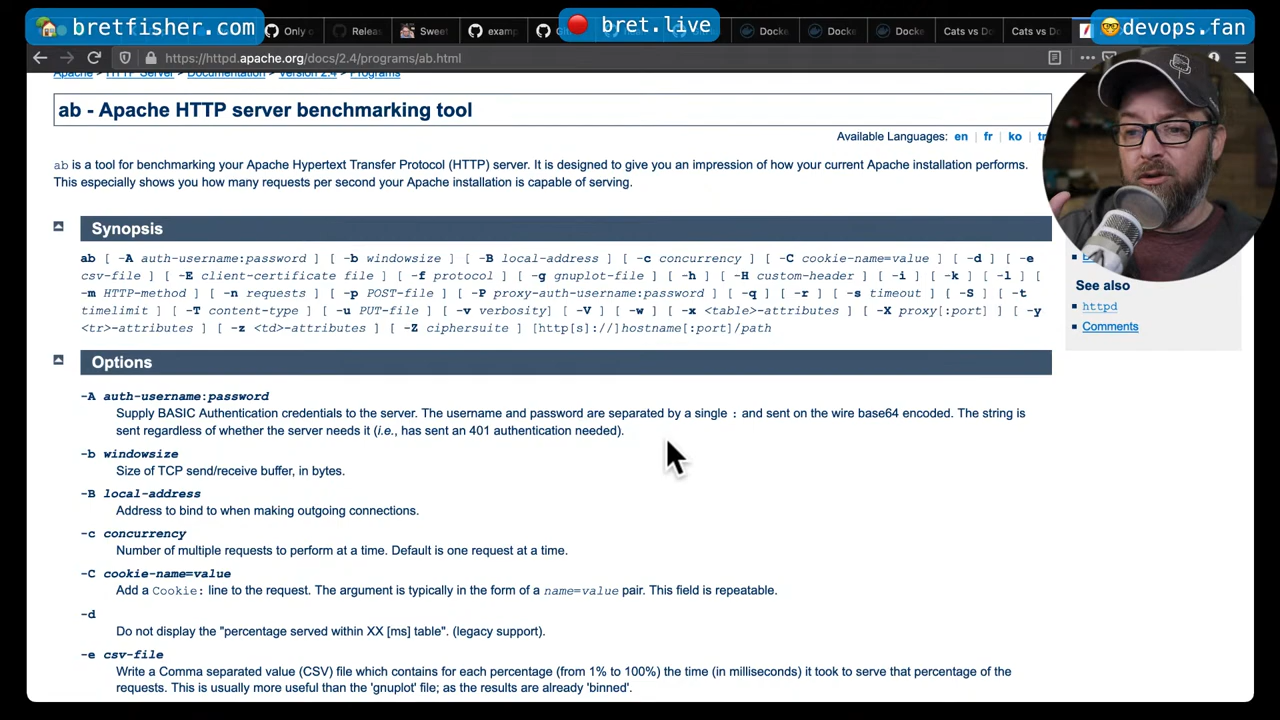 bretfisher.com
bret.live
devops.fan
Only o
Releas
Sweet
examp
Gi
Docke
Docke
Docke
Cats vs D
Cats vs Do
https://httpd.apache.org/docs/2.4/programs/ab.html
Apache > HTTP Server > Documentation > Version 2.4 > Programs
ab - Apache HTTP server benchmarking tool
Available Languages: en | fr | ko | tr
ab is a tool for benchmarking your Apache Hypertext Transfer Protocol (HTTP) server. It is designed to give you an impression of how your current Apache installation performs.
This especially shows you how many requests per second your Apache installation is capable of serving.
Synopsis
ab [ -A auth-username:password ] [ -b windowsize ] [ -B local-address ] [ -c concurrency ] [ -C cookie-name=value ] [ -d ] [ -e
csv-file ] [ -E client-certificate file ] [ -f protocol ] [ -g gnuplot-file ] [ -h ] [ -H custom-header ] [ -i ] [ -k ] [ -l ] [
-m HTTP-method ] [ -n requests ] [ -p POST-file ] [ -P proxy-auth-username:password ] [ -q ] [ -r ] [ -s timeout ] [ -S ] [ -t
timelimit ] [ -T content-type ] [ -u PUT-file ] [ -v verbosity] [ -V ] [ -w ] [ -x <table>-attributes ] [ -X proxy[:port] ] [ -y
<tr>-attributes ] [ -z <td>-attributes ] [ -Z ciphersuite ] [http[s]://]hostname[:port]/path
See also
httpd
Comments
Options
-A auth-username:password
Supply BASIC Authentication credentials to the server. The username and password are separated by a single : and sent on the wire base64 encoded. The string is
sent regardless of whether the server needs it (i.e., has sent an 401 authentication needed).
-b windowsize
Size of TCP send/receive buffer, in bytes.
-B local-address
Address to bind to when making outgoing connections.
-c concurrency
Number of multiple requests to perform at a time. Default is one request at a time.
-C cookie-name=value
Add a Cookie: line to the request. The argument is typically in the form of a name=value pair. This field is repeatable.
-d
Do not display the "percentage served within XX [ms] table". (legacy support).
-e csv-file
Write a Comma separated value (CSV) file which contains for each percentage (from 1% to 100%) the time (in milliseconds) it took to serve that percentage of the
requests. This is usually more useful than the 'gnuplot' file; as the results are already 'binned'.